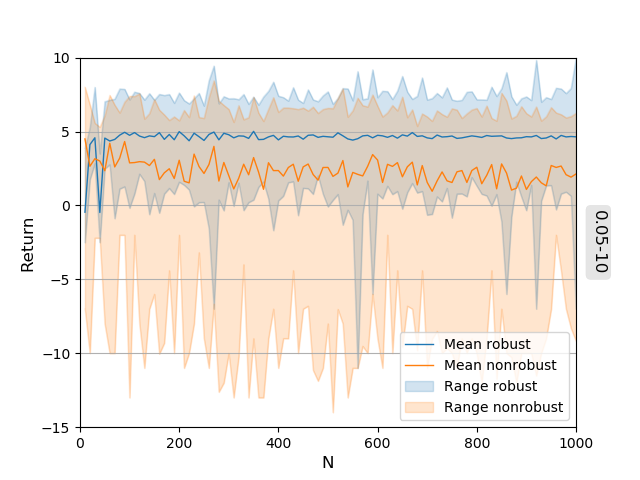 10
5
0
−5
−10
−15
Return
0
200
400
600
800
1000
N
Mean robust
Mean nonrobust
Range robust
Range nonrobust
0.05-10